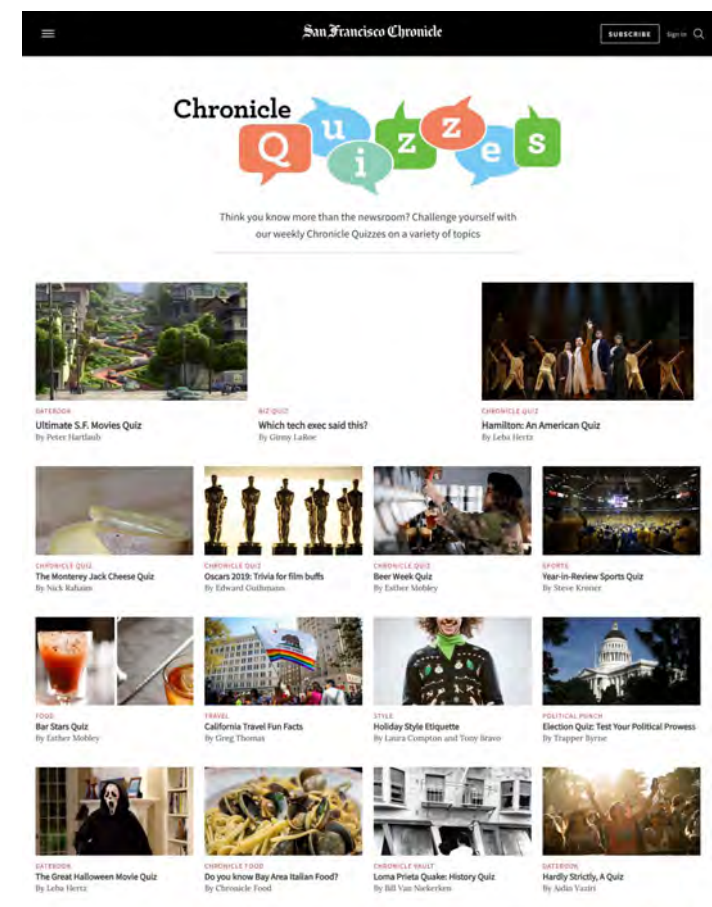 San Francisco Chronicle
SUBSCRIBE
Sign in
Chronicle
Quizzes
Think you know more than the newsroom? Challenge yourself with
our weekly Chronicle Quizzes on a variety of topics
DATEBOOK
Ultimate S.F. Movies Quiz
By Peter Hartlaub
BIZ QUIZ
Which tech exec said this?
By Ginny LaRoe
CHRONICLE QUIZ
Hamilton: An American Quiz
By Leba Hertz
CHRONICLE QUIZ
The Monterey Jack Cheese Quiz
By Nick Rahaim
CHRONICLE QUIZ
Oscars 2019: Trivia for film buffs
By Edward Guthmann
CHRONICLE QUIZ
Beer Week Quiz
By Esther Mobley
SPORTS
Year-in-Review Sports Quiz
By Steve Kroner
FOOD
Bar Stars Quiz
By Esther Mobley
TRAVEL
California Travel Fun Facts
By Greg Thomas
STYLE
Holiday Style Etiquette
By Laura Compton and Tony Bravo
POLITICAL PUNCH
Election Quiz: Test Your Political Prowess
By Trapper Byrne
DATEBOOK
The Great Halloween Movie Quiz
By Leba Hertz
CHRONICLE FOOD
Do you know Bay Area Italian Food?
By Chronicle Food
CHRONICLE VAULT
Loma Prieta Quake: History Quiz
By Bill Van Niekerken
DATEBOOK
Hardly Strictly, A Quiz
By Aidin Vaziri